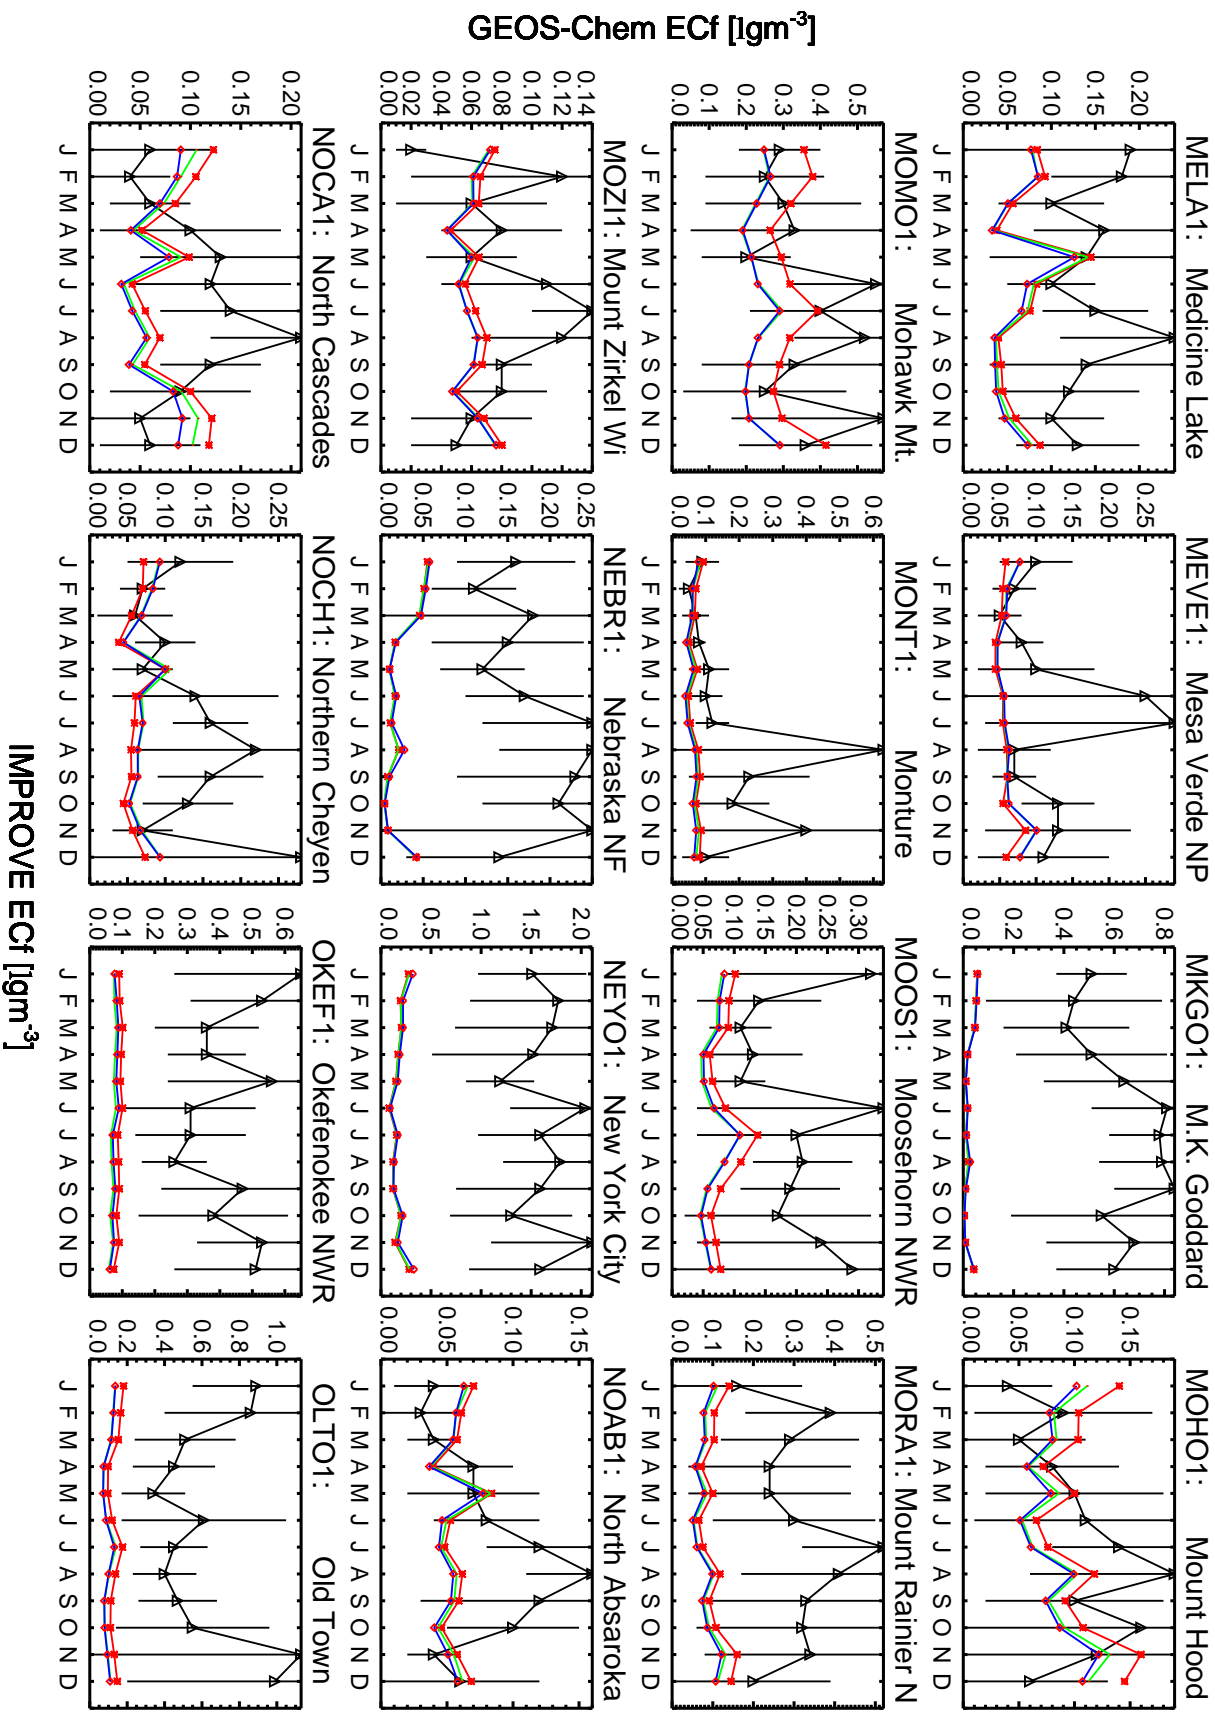 GEOS-Chem ECf [1gm-3]
MELA1: Medicine Lake
0.20
0.15
0.10
0.05
0.00
J F M A M J J A S O N D
MEVE1: Mesa Verde NP
0.25
0.20
0.15
0.10
0.05
0.00
J F M A M J J A S O N D
MKGO1: M.K. Goddard
0.8
0.6
0.4
0.2
0.0
J F M A M J J A S O N D
MOHO1: Mount Hood
0.15
0.10
0.05
0.00
J F M A M J J A S O N D
MOMO1: Mohawk Mt.
0.5
0.4
0.3
0.2
0.1
0.0
J F M A M J J A S O N D
MONT1: Monture
0.6
0.5
0.4
0.3
0.2
0.1
0.0
J F M A M J J A S O N D
MOOS1: Moosehorn NWR
0.30
0.25
0.20
0.15
0.10
0.05
0.00
J F M A M J J A S O N D
MORA1: Mount Rainier N
0.5
0.4
0.3
0.2
0.1
0.0
J F M A M J J A S O N D
MOZI1: Mount Zirkel Wi
0.14
0.12
0.10
0.08
0.06
0.04
0.02
0.00
J F M A M J J A S O N D
NEBR1: Nebraska NF
0.25
0.20
0.15
0.10
0.05
0.00
J F M A M J J A S O N D
NEYO1: New York City
2.0
1.5
1.0
0.5
0.0
J F M A M J J A S O N D
NOAB1: North Absaroka
0.15
0.10
0.05
0.00
J F M A M J J A S O N D
NOCA1: North Cascades
0.20
0.15
0.10
0.05
0.00
J F M A M J J A S O N D
NOCH1: Northern Cheyen
0.25
0.20
0.15
0.10
0.05
0.00
J F M A M J J A S O N D
OKEF1: Okefenokee NWR
0.6
0.5
0.4
0.3
0.2
0.1
0.0
J F M A M J J A S O N D
OLTO1: Old Town
1.0
0.8
0.6
0.4
0.2
0.0
J F M A M J J A S O N D
IMPROVE ECf [1gm-3]